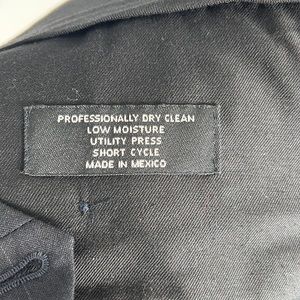 PROFESSIONALLY DRY CLEAN
LOW MOISTURE
UTILITY PRESS
SHORT CYCLE
MADE IN MEXICO